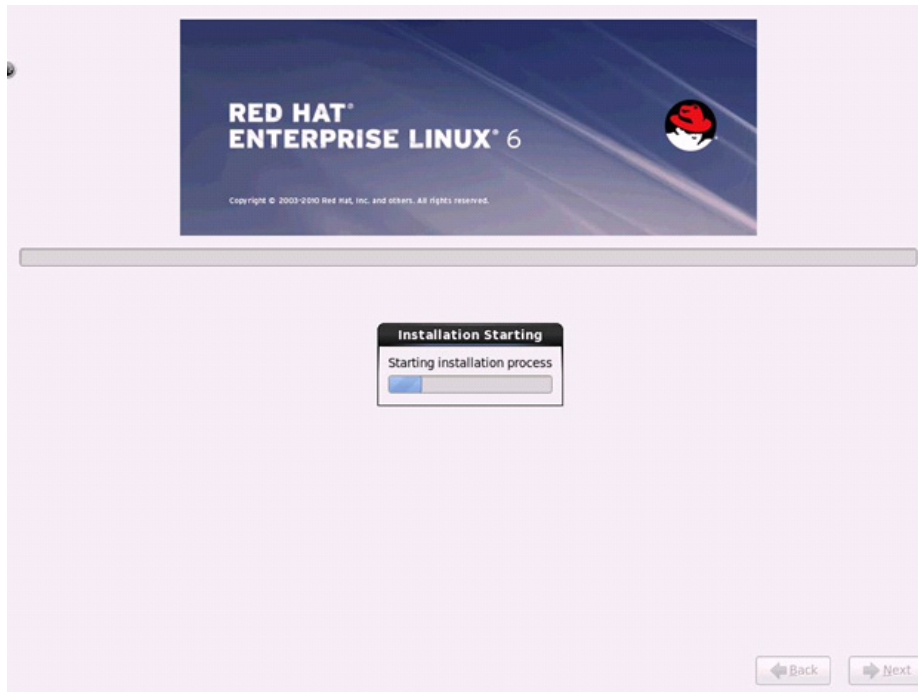 RED HAT®
ENTERPRISE LINUX® 6
Copyright © 2003-2010 Red Hat, Inc. and others. All rights reserved.
Installation Starting
Starting installation process
Back
Next